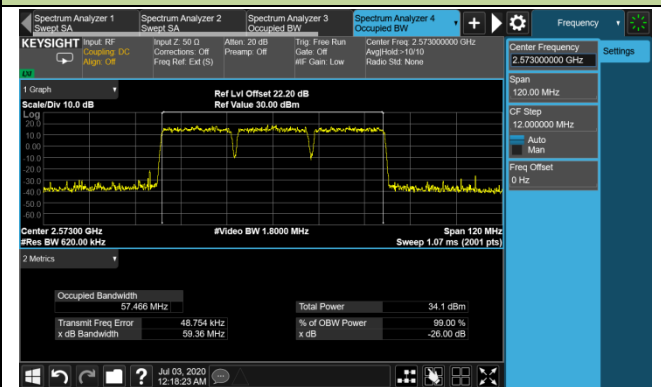 Spectrum Analyzer 1
Swept SA
Spectrum Analyzer 2
Swept SA
Spectrum Analyzer 3
Occupied BW
Spectrum Analyzer 4
Occupied BW
Frequency
KEYSIGHT
Input: RF
Coupling: DC
Align: Off
Input Z: 50 Ω
Corrections: Off
Freq Ref: Ext (S)
Atten: 20 dB
Preamp: Off
Trig: Free Run
Gate: Off
#IF Gain: Low
Center Freq: 2.573000000 GHz
Avg|Hold:>10/10
Radio Std: None
LXI
Center Frequency
2.573000000 GHz
Settings
Span
120.00 MHz
CF Step
12.000000 MHz
Auto
Man
Freq Offset
0 Hz
1 Graph
Scale/Div 10.0 dB
Ref Lvl Offset 22.20 dB
Ref Value 30.00 dBm
Log
20.0
10.0
0.00
-10.0
-20.0
-30.0
-40.0
-50.0
-60.0
Center 2.57300 GHz
#Res BW 620.00 kHz
#Video BW 1.8000 MHz
Span 120 MHz
Sweep 1.07 ms (2001 pts)
2 Metrics
Occupied Bandwidth
57.466 MHz
Total Power
34.1 dBm
Transmit Freq Error
48.754 kHz
% of OBW Power
99.00 %
x dB Bandwidth
59.36 MHz
x dB
-26.00 dB
Jul 03, 2020
12:18:23 AM